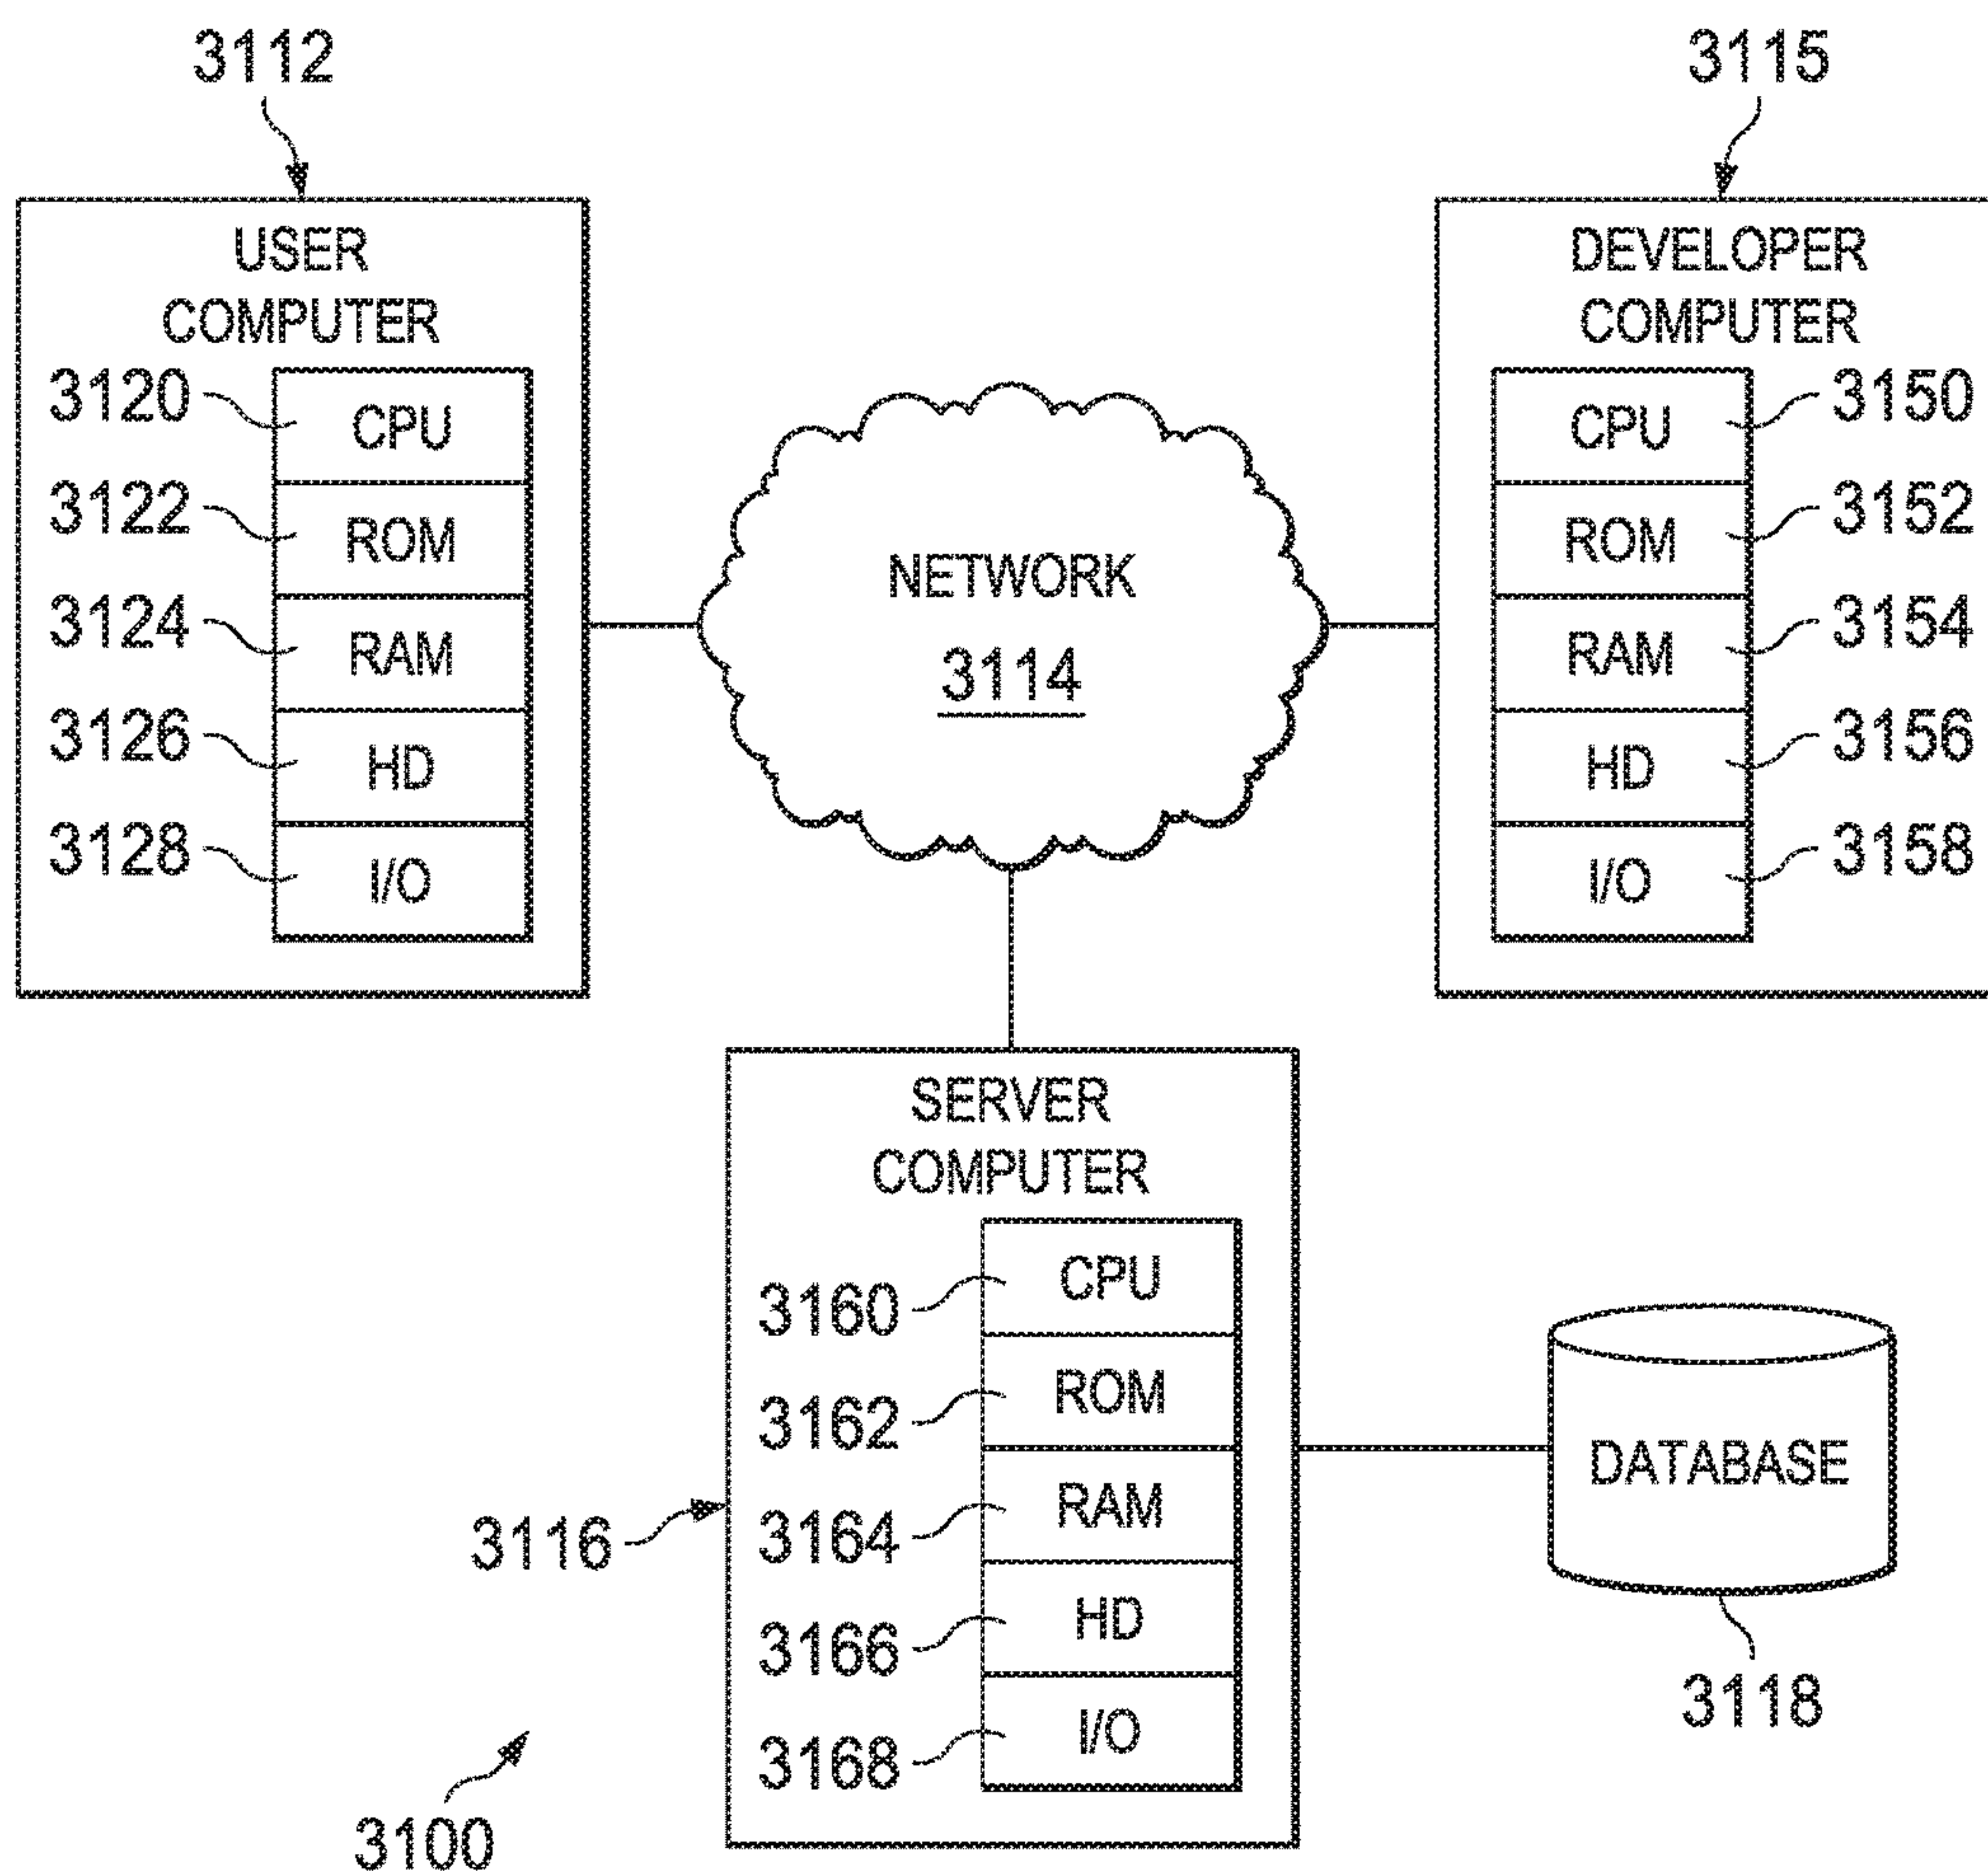 3112
3115
USER
COMPUTER
3120
CPU
3122
ROM
3124
RAM
3126
HD
3128
I/O
NETWORK
3114
DEVELOPER
COMPUTER
CPU
3150
ROM
3152
RAM
3154
HD
3156
I/O
3158
SERVER
COMPUTER
3160
CPU
3162
ROM
3164
RAM
3166
HD
3168
I/O
3116
DATABASE
3118
3100